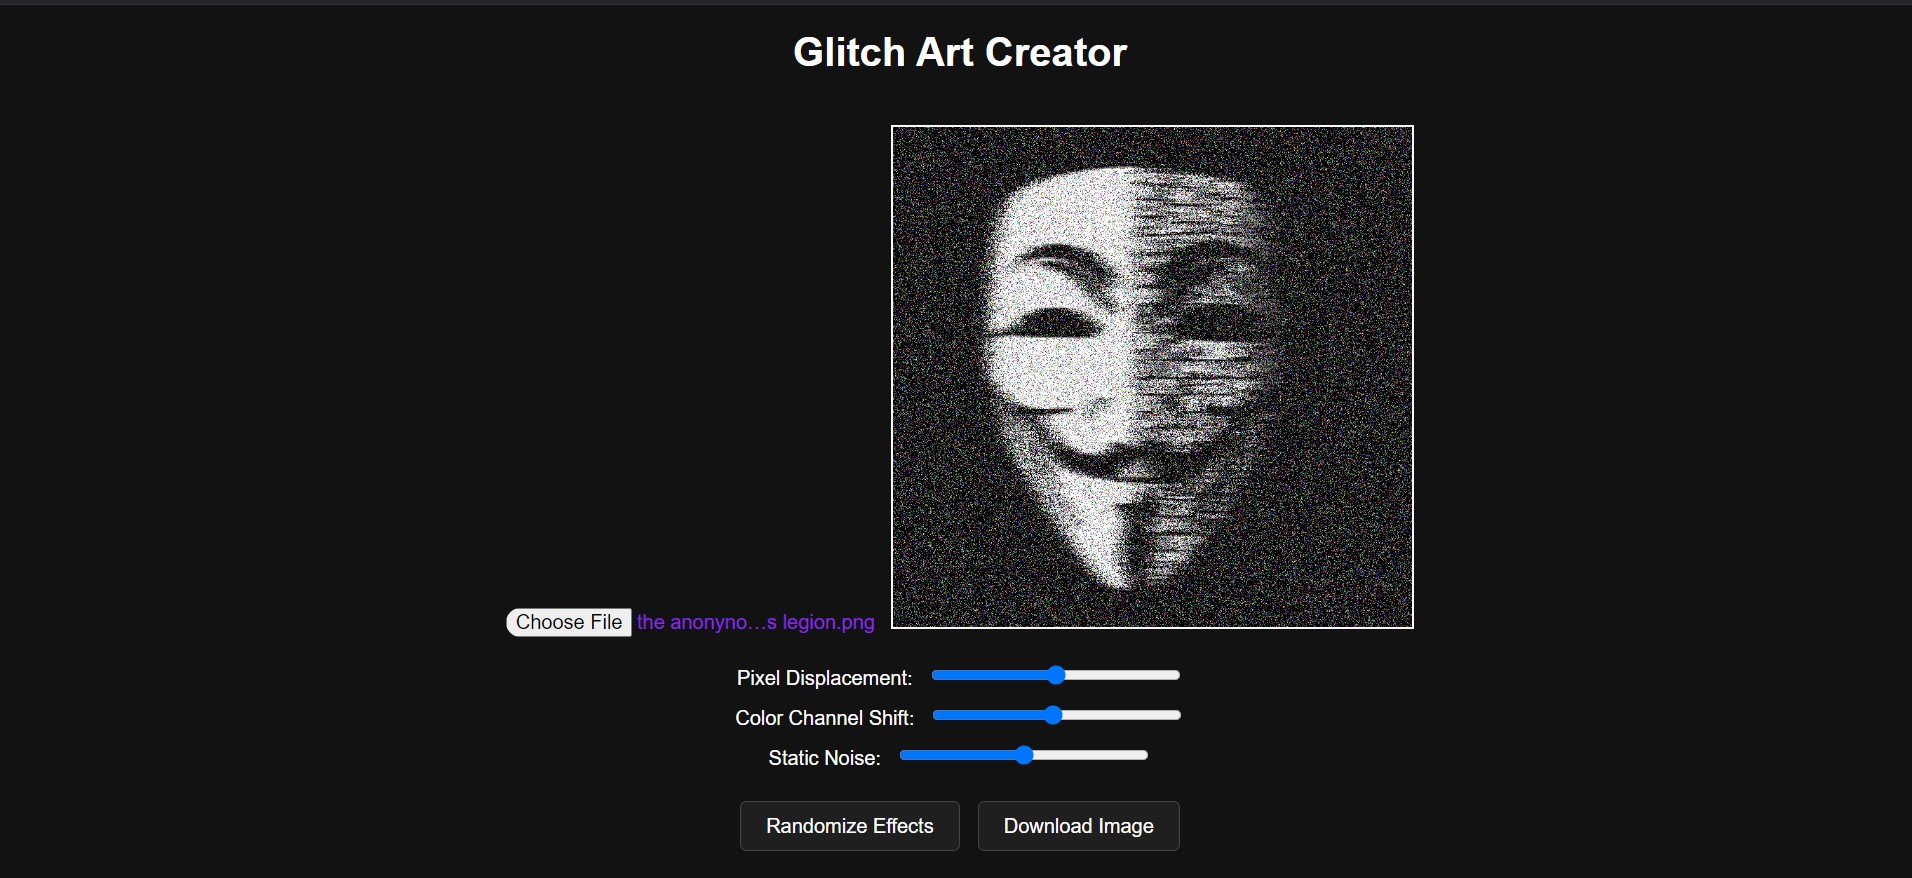 Glitch Art Creator
Choose File the anonyno…s legion.png
Pixel Displacement:
Color Channel Shift:
Static Noise:
Randomize Effects
Download Image